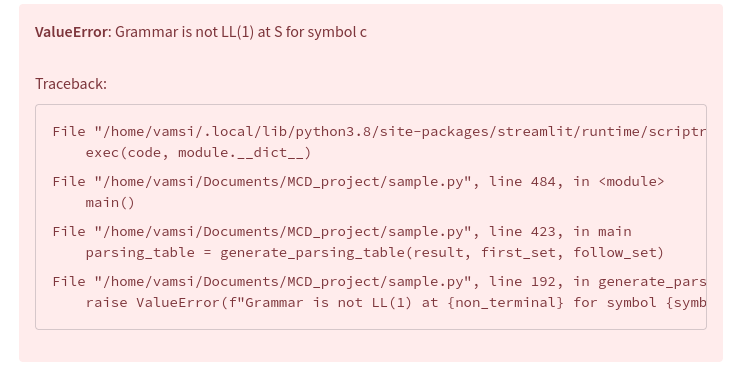 ValueError: Grammar is not LL(1) at S for symbol c
Traceback:
File "/home/vamsi/.local/lib/python3.8/site-packages/streamlit/runtime/scriptr
exec(code, module.__dict__)
File "/home/vamsi/Documents/MCD_project/sample.py", line 484, in <module>
main()
File "/home/vamsi/Documents/MCD_project/sample.py", line 423, in main
parsing_table = generate_parsing_table(result, first_set, follow_set)
File "/home/vamsi/Documents/MCD_project/sample.py", line 192, in generate_pars
raise ValueError(f"Grammar is not LL(1) at {non_terminal} for symbol {symb